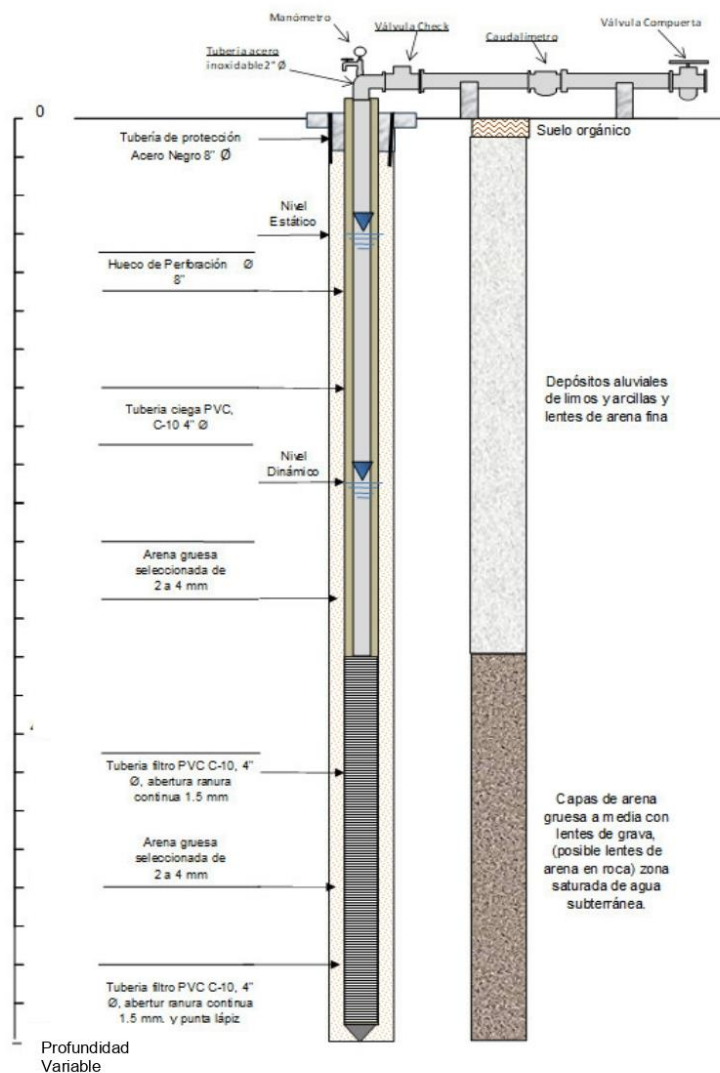 Manómetro
Válvula Check
Válvula Compuerta
Tubería acero
inoxidable2" Ø
Caudalímetro
0
Suelo orgánico
Tubería de protección
Acero Negro 8" Ø
Nivel
Estático
Hueco de Perforación Ø
8"
Depósitos aluviales
de limos y arcillas y
lentes de arena fina
Tuberia ciega PVC,
C-10 4" Ø
Nivel
Dinámico
Arena gruesa
seleccionada de
2 a 4 mm
Tuberia filtro PVC C-10, 4"
Ø, abertura ranura
continua 1.5 mm
Capas de arena
gruesa a media con
lentes de grava,
(posible lentes de
arena en roca) zona
saturada de agua
subterránea.
Arena gruesa
seleccionada de
2 a 4 mm
Tuberia filtro PVC C-10, 4"
Ø, abertur ranura continua
1.5 mm. y punta lápiz
Profundidad
Variable